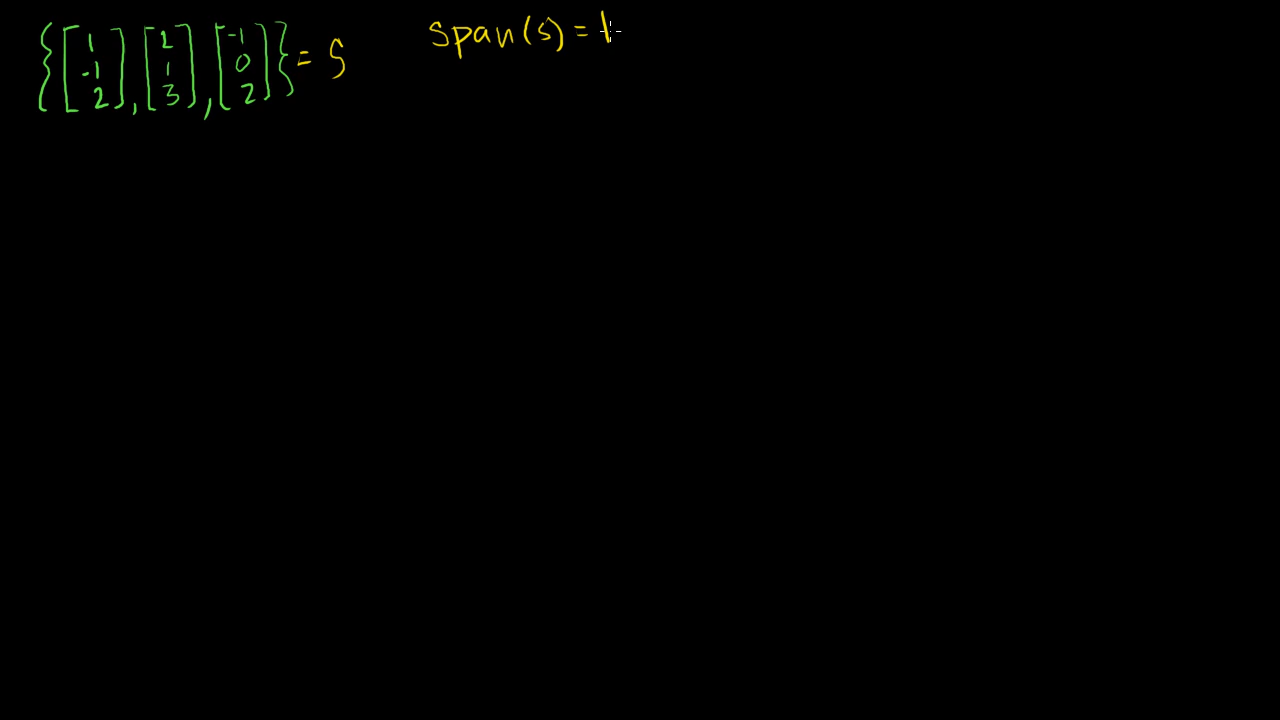 {[1 -1 2], [2 1 3], [-1 0 2]} = S
span(s) =